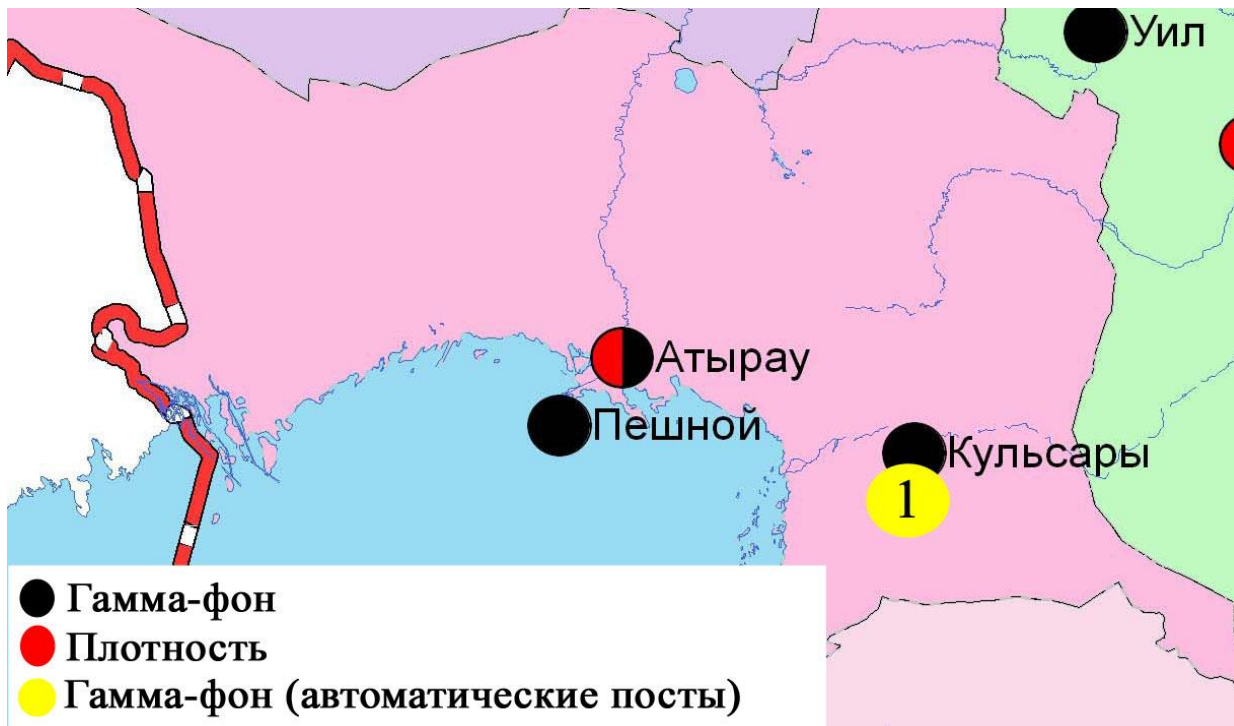 Уил
Атырау
Пешной
Кульсары
1
Гамма-фон
Плотность
Гамма-фон (автоматические посты)